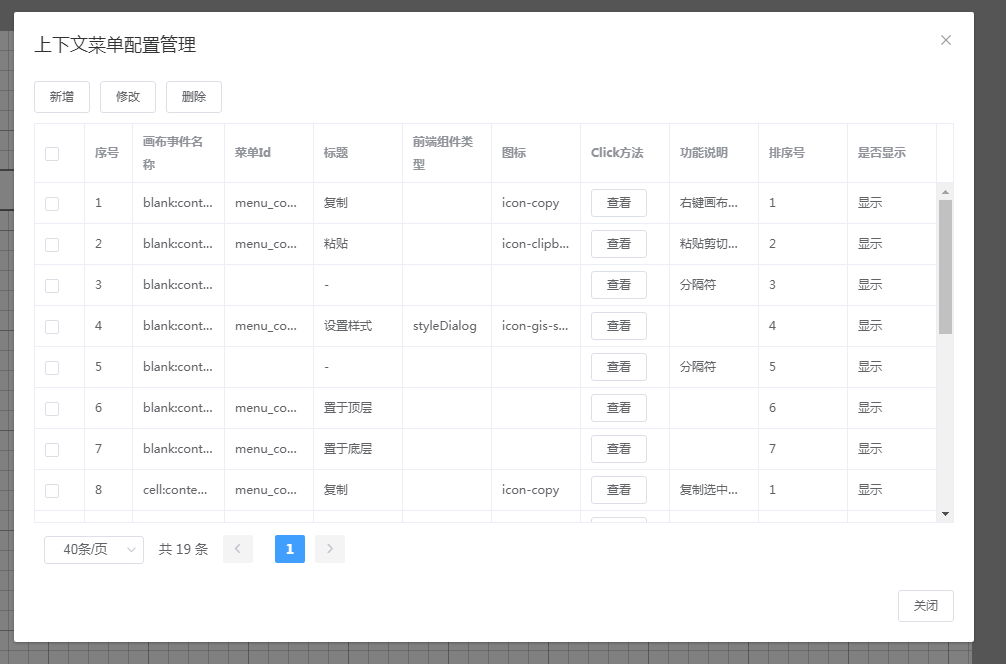 上下文菜单配置管理
新增 修改 删除
序号 画布事件名称 菜单Id 标题 前端组件类型 图标 Click方法 功能说明 排序号 是否显示
1 blank:cont... menu_co... 复制 icon-copy 查看 右键画布... 1 显示
2 blank:cont... menu_co... 粘贴 icon-clipb... 查看 粘贴剪切... 2 显示
3 blank:cont... - 查看 分隔符 3 显示
4 blank:cont... menu_co... 设置样式 styleDialog icon-gis-s... 查看 4 显示
5 blank:cont... - 查看 分隔符 5 显示
6 blank:cont... menu_co... 置于顶层 查看 6 显示
7 blank:cont... menu_co... 置于底层 查看 7 显示
8 cell:conte... menu_co... 复制 icon-copy 查看 复制选中... 1 显示
40条/页 共 19 条 1
关闭